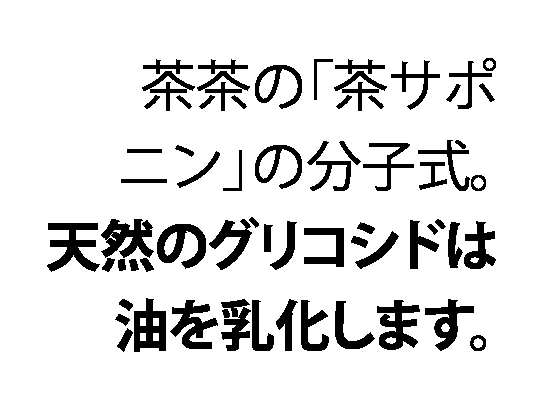 茶茶の「茶サポ
ニン」の分子式。
天然のグリコシドは
油を乳化します。